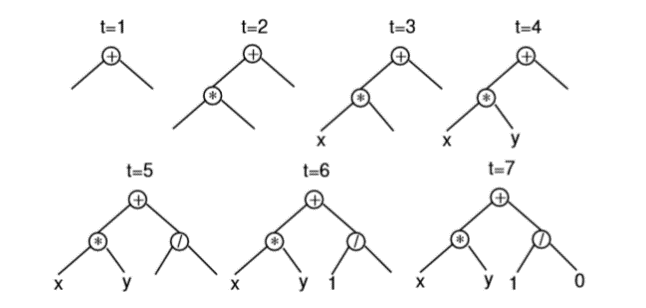 t=1 t=2 t=3 t=4
+ + + +
* * *
x x y
t=5 t=6 t=7
+ + +
* / * / * /
x y x y 1 x y 1 0